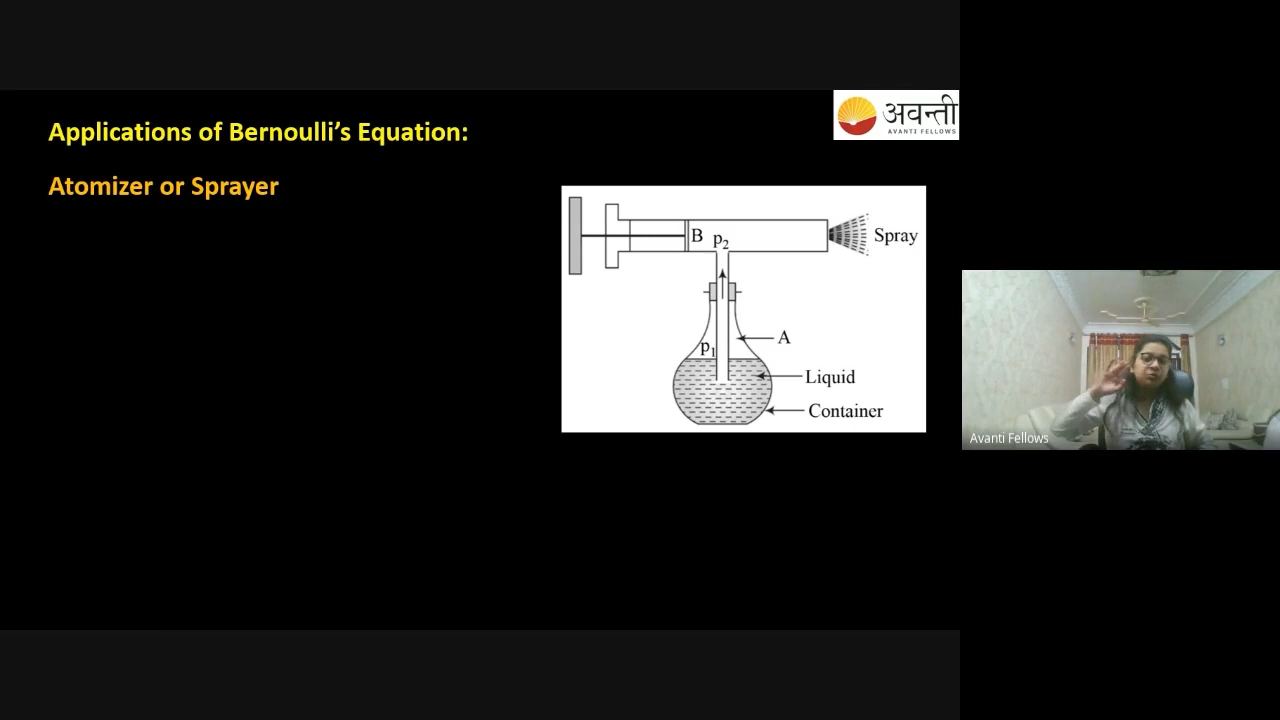 Applications of Bernoulli’s Equation:
अवन्ती
AVANTI FELLOWS
Atomizer or Sprayer
B p2
Spray
A
p1
Liquid
Container
Avanti Fellows